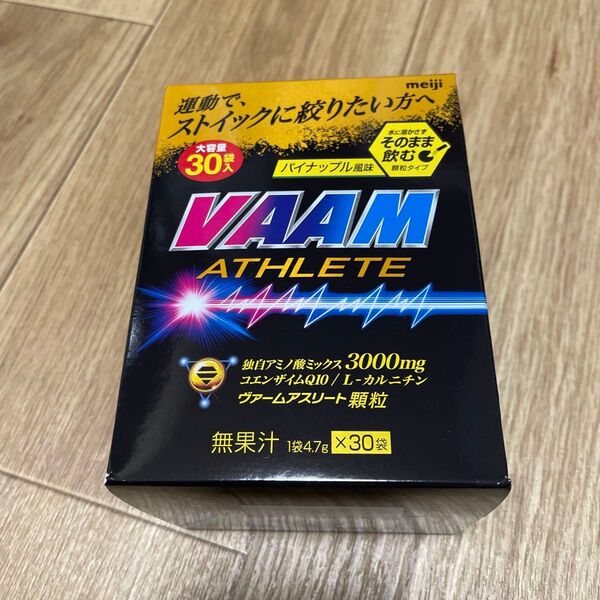 meiji
運動で、
ストイックに絞りたい方へ
大容量
30袋入
パイナップル風味
水に溶かさず
そのまま
飲む
顆粒タイプ
VAAM
ATHLETE
独自アミノ酸ミックス 3000mg
コエンザイムQ10 / L-カルニチン
ヴァームアスリート 顆粒
無果汁 1袋4.7g ×30袋